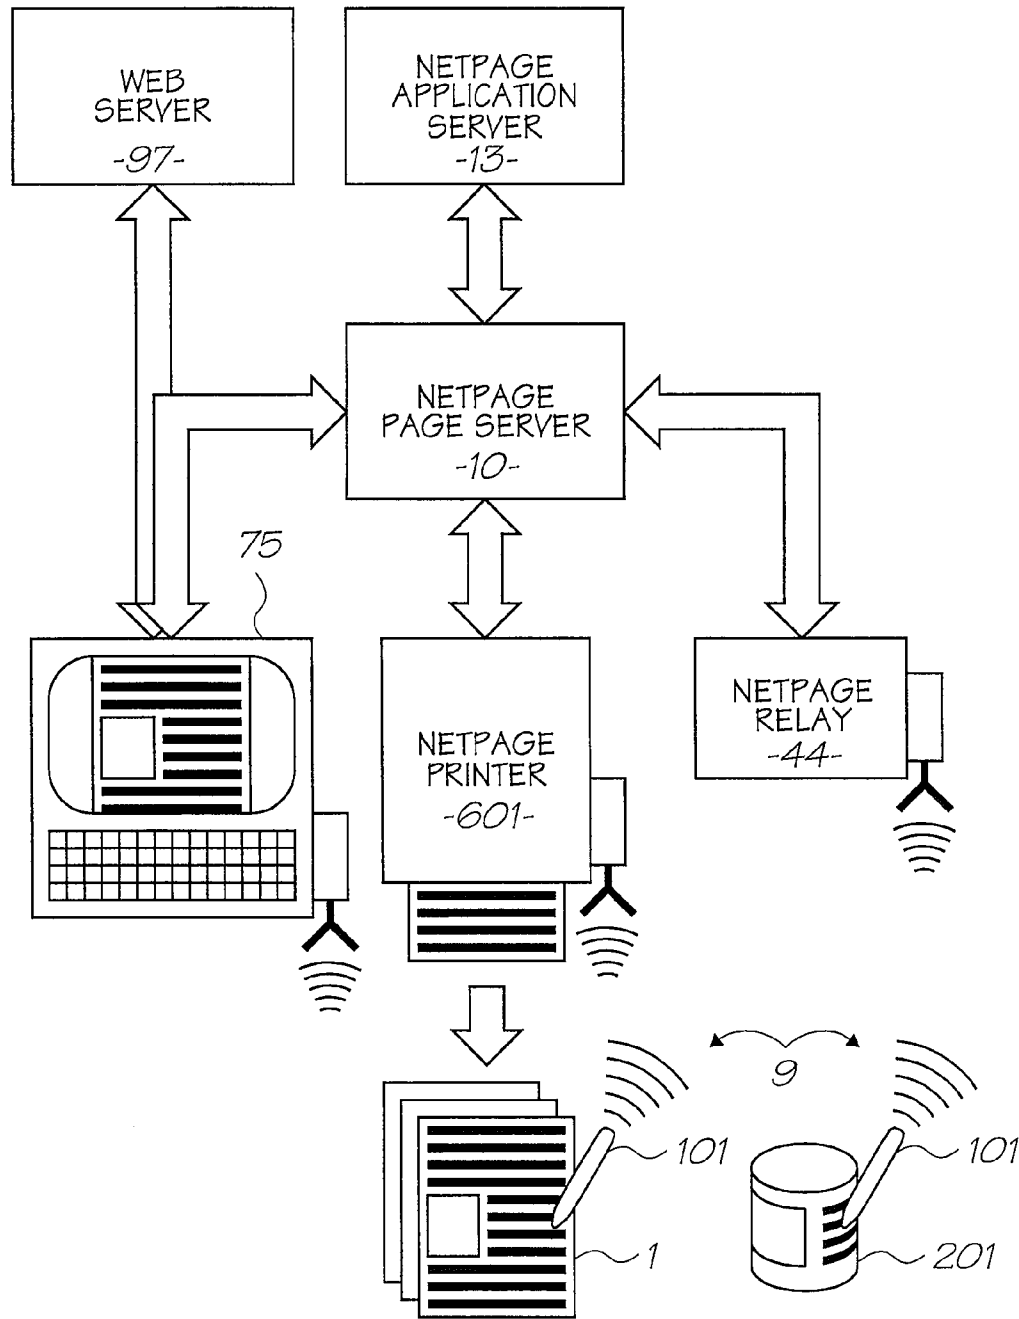 WEB
SERVER
-97-
NETPAGE
APPLICATION
SERVER
-13-
NETPAGE
PAGE SERVER
-10-
75
NETPAGE
PRINTER
-601-
NETPAGE
RELAY
-44-
9
101
101
1
201